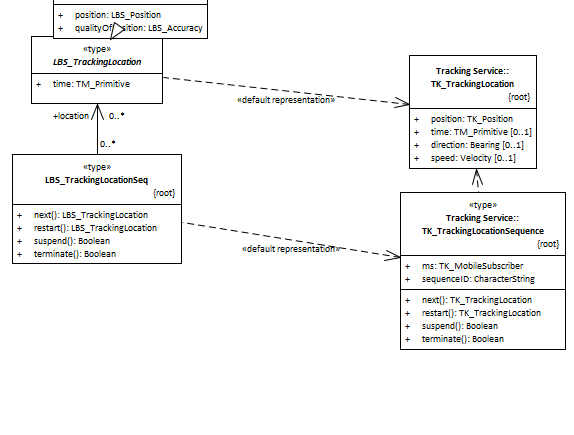 + position: LBS_Position
+ qualityOfPosition: LBS_Accuracy
«type»
LBS_TrackingLocation
+ time: TM_Primitive
«default representation»
Tracking Service::
TK_TrackingLocation
{root}
+ position: TK_Position
+ time: TM_Primitive [0..1]
+ direction: Bearing [0..1]
+ speed: Velocity [0..1]
+location
0..*
0..*
«type»
LBS_TrackingLocationSeq
{root}
+ next(): LBS_TrackingLocation
+ restart(): LBS_TrackingLocation
+ suspend(): Boolean
+ terminate(): Boolean
«default representation»
«type»
Tracking Service::
TK_TrackingLocationSequence
{root}
+ ms: TK_MobileSubscriber
+ sequenceID: CharacterString
+ next(): TK_TrackingLocation
+ restart(): TK_TrackingLocation
+ suspend(): Boolean
+ terminate(): Boolean